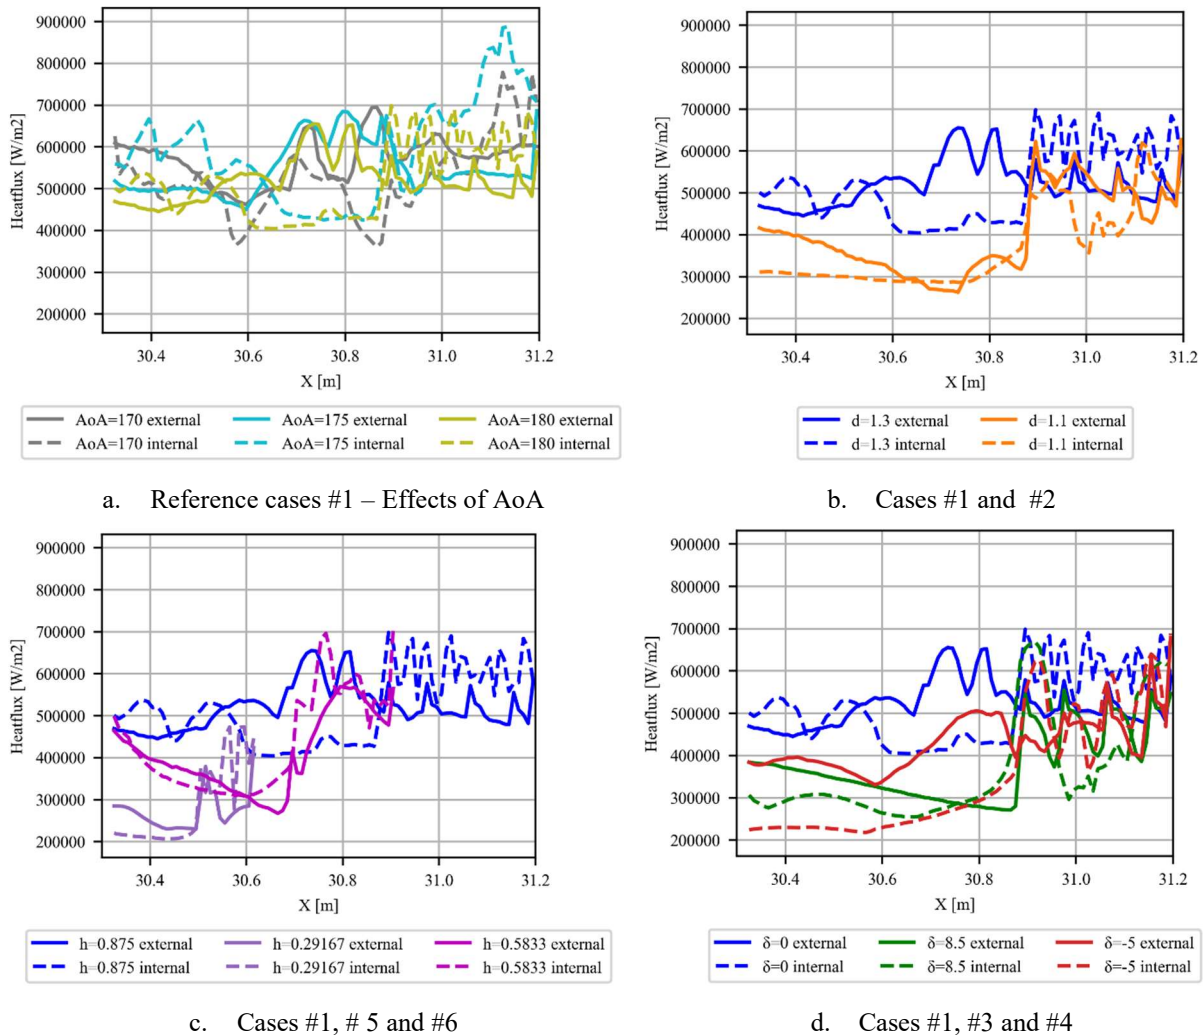 900000
800000
700000
600000
500000
400000
300000
200000
Heatflux [W/m2]
30.4 30.6 30.8 31.0 31.2
X [m]
AoA=170 external AoA=175 external AoA=180 external
AoA=170 internal AoA=175 internal AoA=180 internal
a. Reference cases #1 – Effects of AoA
900000
800000
700000
600000
500000
400000
300000
200000
Heatflux [W/m2]
30.4 30.6 30.8 31.0 31.2
X [m]
d=1.3 external d=1.1 external
d=1.3 internal d=1.1 internal
b. Cases #1 and #2
900000
800000
700000
600000
500000
400000
300000
200000
Heatflux [W/m2]
30.4 30.6 30.8 31.0 31.2
X [m]
h=0.875 external h=0.29167 external h=0.5833 external
h=0.875 internal h=0.29167 internal h=0.5833 internal
c. Cases #1, # 5 and #6
900000
800000
700000
600000
500000
400000
300000
200000
Heatflux [W/m2]
30.4 30.6 30.8 31.0 31.2
X [m]
δ=0 external δ=8.5 external δ=-5 external
δ=0 internal δ=8.5 internal δ=-5 internal
d. Cases #1, #3 and #4